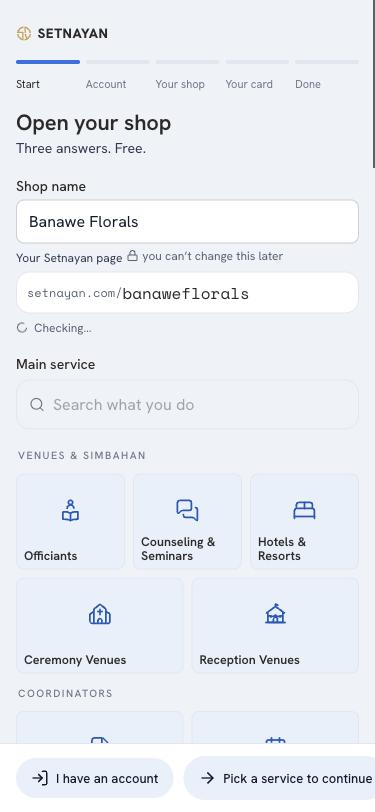 SETNAYAN
Start Account Your shop Your card Done
Open your shop
Three answers. Free.
Shop name
Banawe Florals
Your Setnayan page you can’t change this later
setnayan.com/banaweflorals
Checking…
Main service
Search what you do
VENUES & SIMBAHAN
Officiants
Counseling &
Seminars
Hotels &
Resorts
Ceremony Venues
Reception Venues
COORDINATORS
I have an account
Pick a service to continue